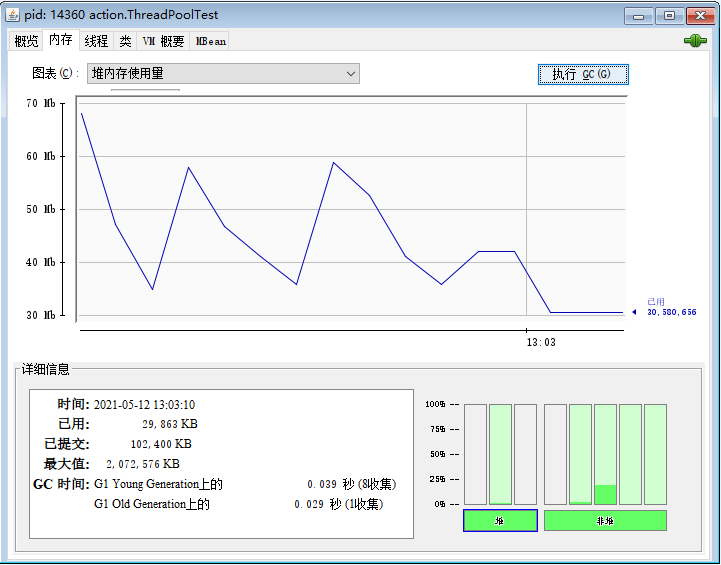 pid: 14360 action.ThreadPoolTest
概览 内存 线程 类 VM 概要 MBean
图表(C): 堆内存使用量 执行 GC(G)
70 Mb
60 Mb
50 Mb
40 Mb
30 Mb
已用
30,580,656
13:03
详细信息
时间: 2021-05-12 13:03:10
已用: 29,863 KB
已提交: 102,400 KB
最大值: 2,072,576 KB
GC 时间: G1 Young Generation上的 0.039 秒 (8收集)
G1 Old Generation上的 0.029 秒 (1收集)
100% --
75% --
50% --
25% --
0% --
堆 非堆